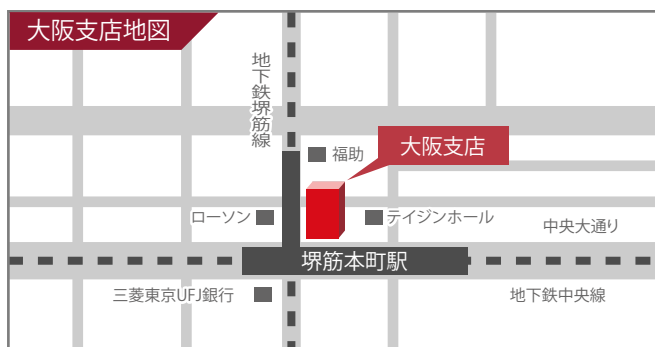 大阪支店地図
地下鉄堺筋線
福助
大阪支店
ローソン
テイジンホール
中央大通り
堺筋本町駅
三菱東京UFJ銀行
地下鉄中央線